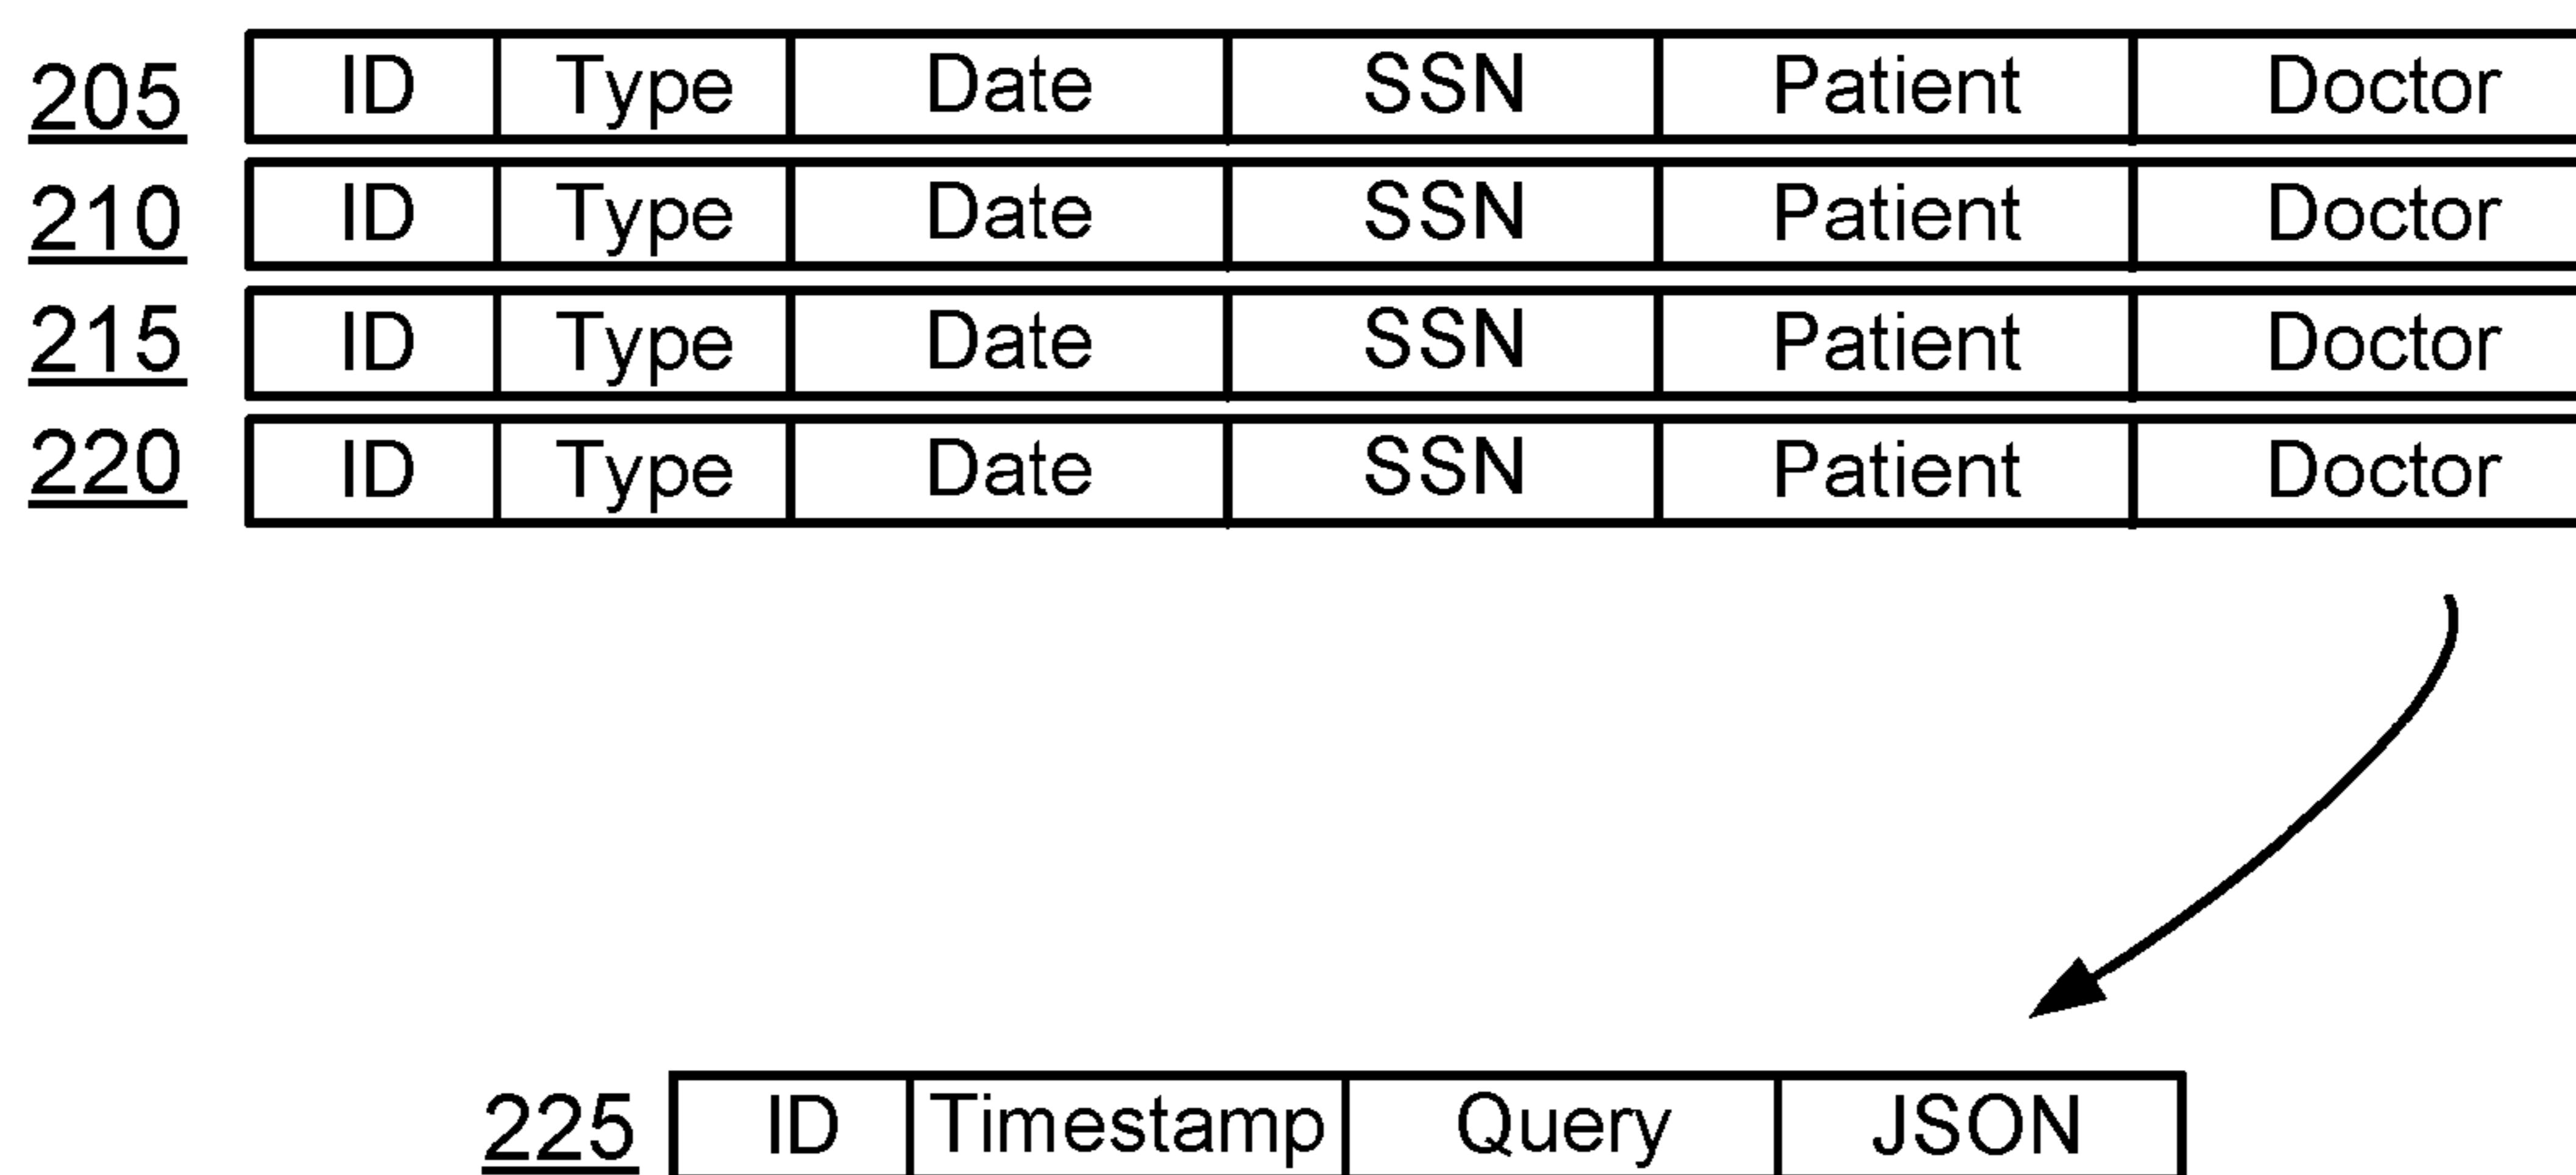 205 ID Type Date SSN Patient Doctor
210 ID Type Date SSN Patient Doctor
215 ID Type Date SSN Patient Doctor
220 ID Type Date SSN Patient Doctor
225 ID Timestamp Query JSON